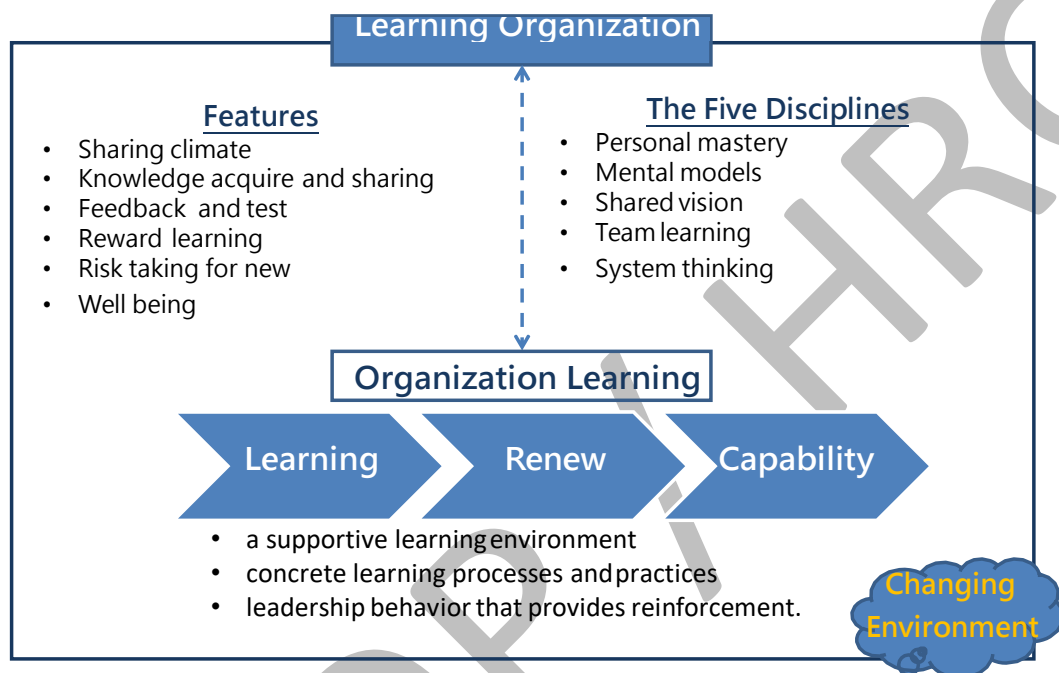 Learning Organization
Features
• Sharing climate
• Knowledge acquire and sharing
• Feedback and test
• Reward learning
• Risk taking for new
• Well being
The Five Disciplines
• Personal mastery
• Mental models
• Shared vision
• Team learning
• System thinking
Organization Learning
Learning
Renew
Capability
• a supportive learning environment
• concrete learning processes and practices
• leadership behavior that provides reinforcement.
Changing
Environment